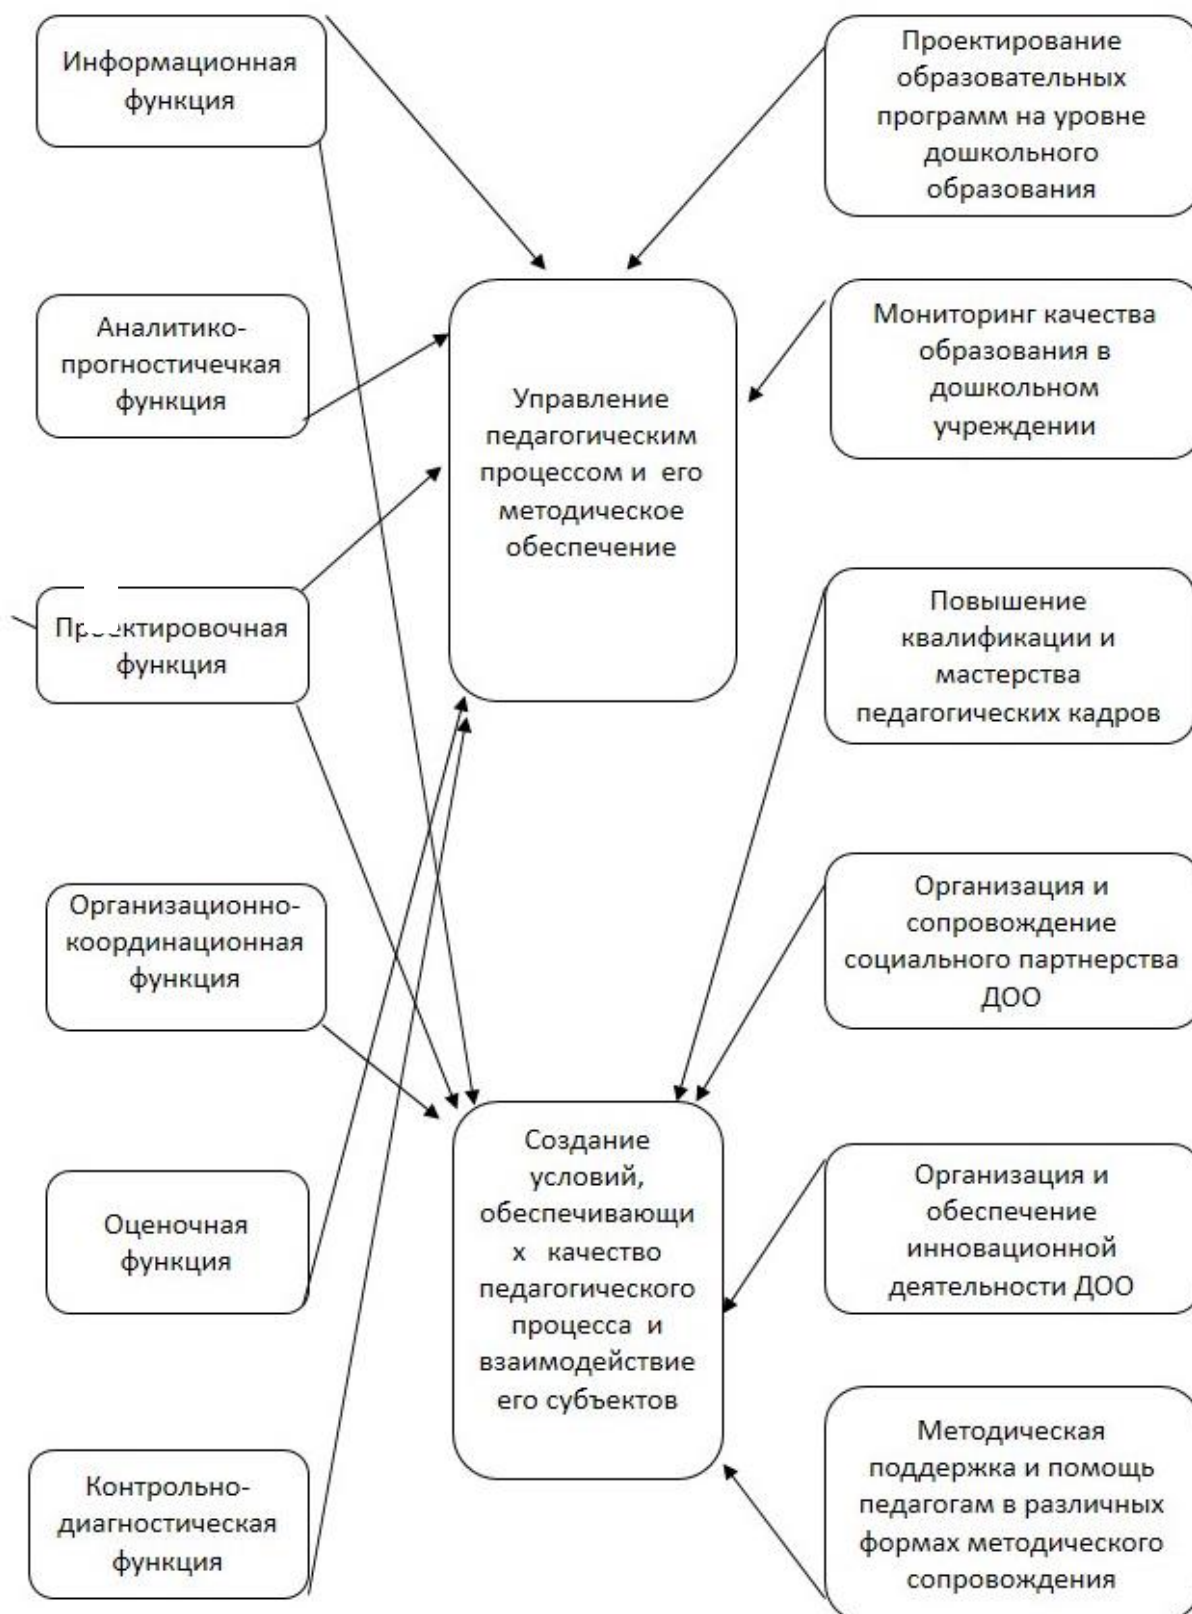 Информационная
функция
Аналитико-
прогностичечкая
функция
Проектировочная
функция
Организационно-
координационная
функция
Оценочная
функция
Контрольно-
диагностическая
функция
Управление
педагогическим
процессом и его
методическое
обеспечение
Создание
условий,
обеспечивающи
х качество
педагогического
процесса и
взаимодействие
его субъектов
Проектирование
образовательных
программ на уровне
дошкольного
образования
Мониторинг качества
образования в
дошкольном
учреждении
Повышение
квалификации и
мастерства
педагогических кадров
Организация и
сопровождение
социального партнерства
ДОО
Организация и
обеспечение
инновационной
деятельности ДОО
Методическая
поддержка и помощь
педагогам в различных
формах методического
сопровождения